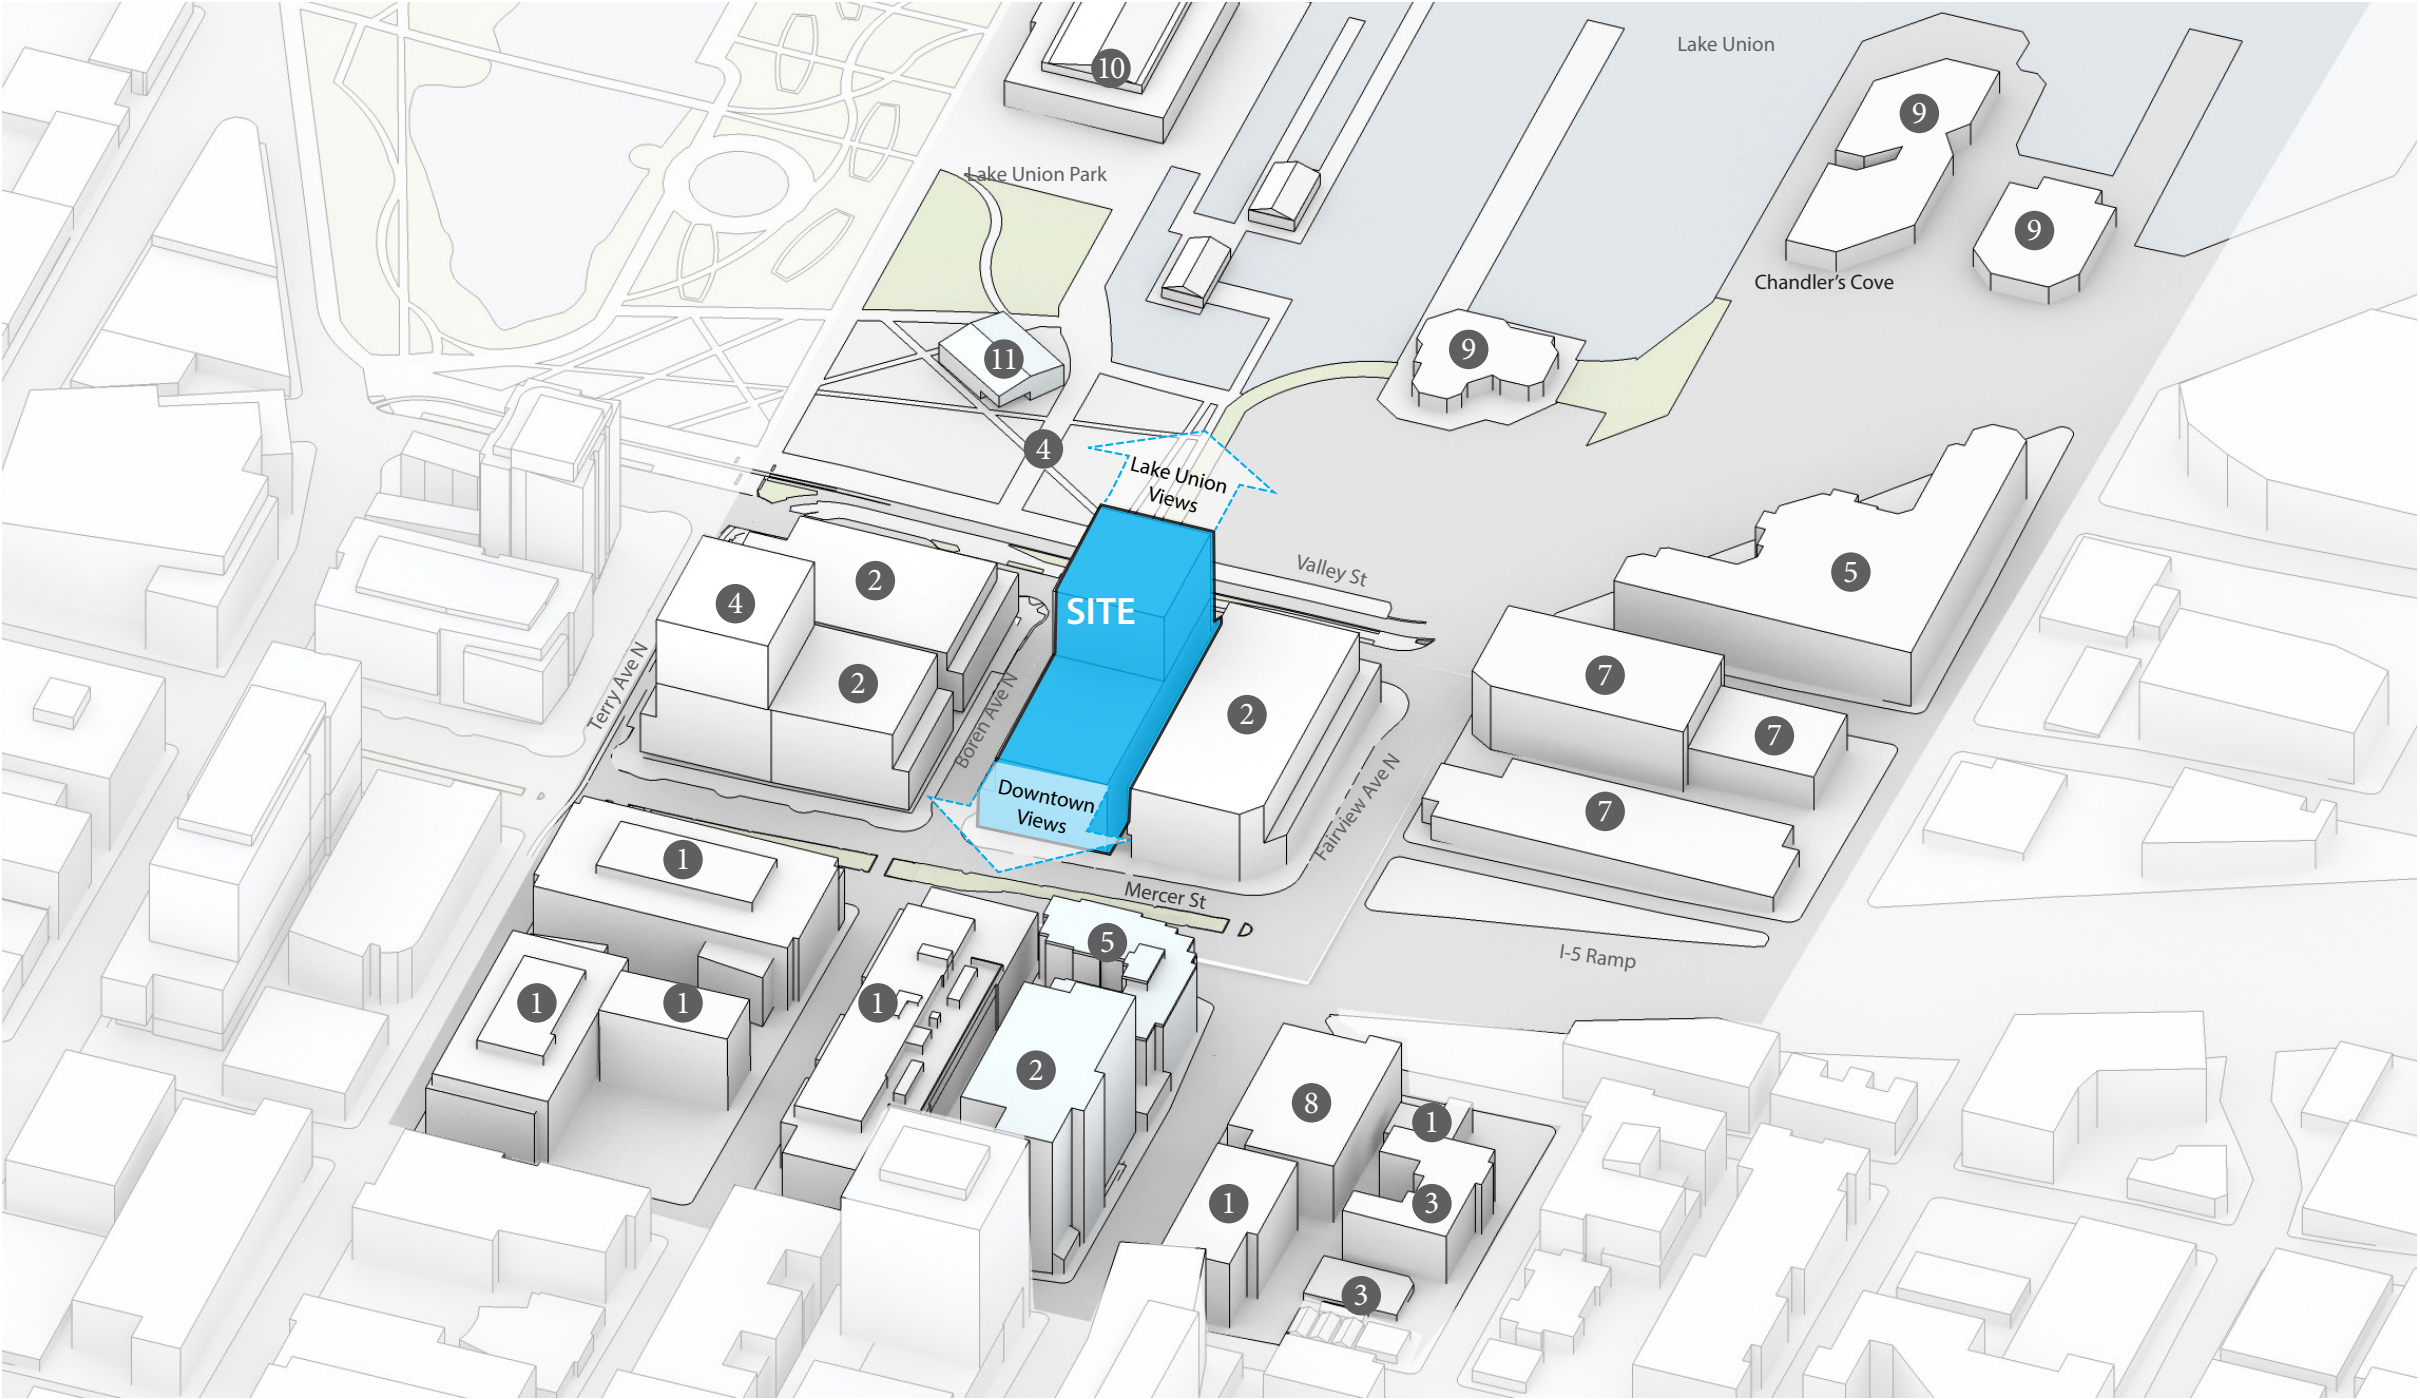 Lake Union
10
9
Lake Union Park
9
Chandler's Cove
11
9
4
Lake Union
Views
5
Valley St
2
4
SITE
7
2
Terry Ave N
Boren Ave N
2
7
Downtown
Views
Fairview Ave N
7
1
Mercer St
5
I-5 Ramp
1
1
1
2
8
1
1
3
3